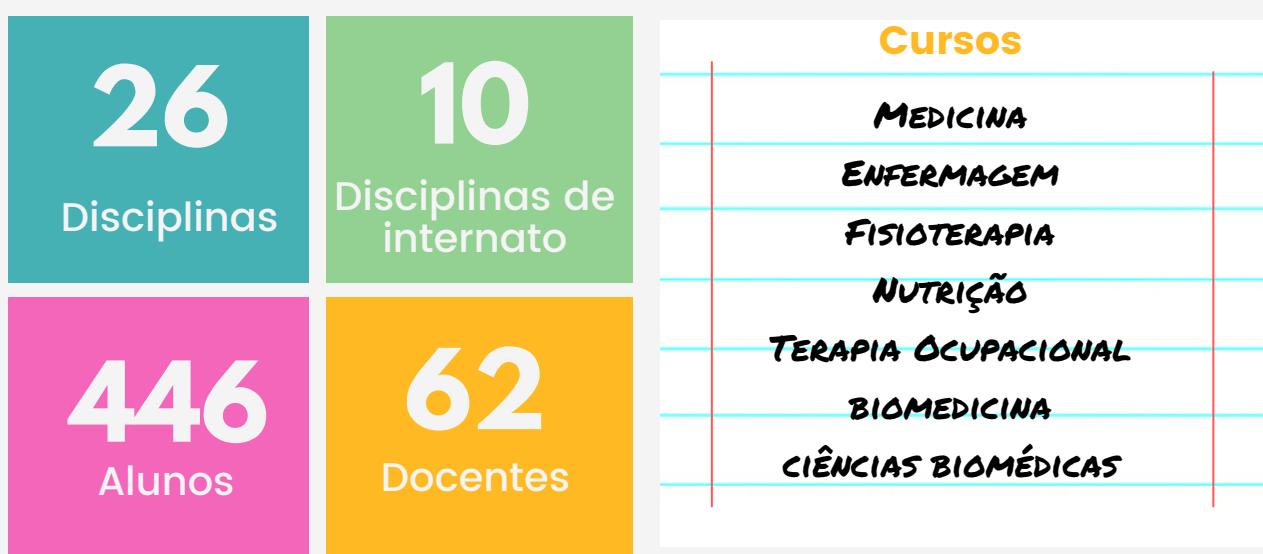 26
Disciplinas
10
Disciplinas de
internato
446
Alunos
62
Docentes
Cursos
Medicina
Enfermagem
Fisioterapia
Nutrição
Terapia Ocupacional
biomedicina
ciências biomédicas